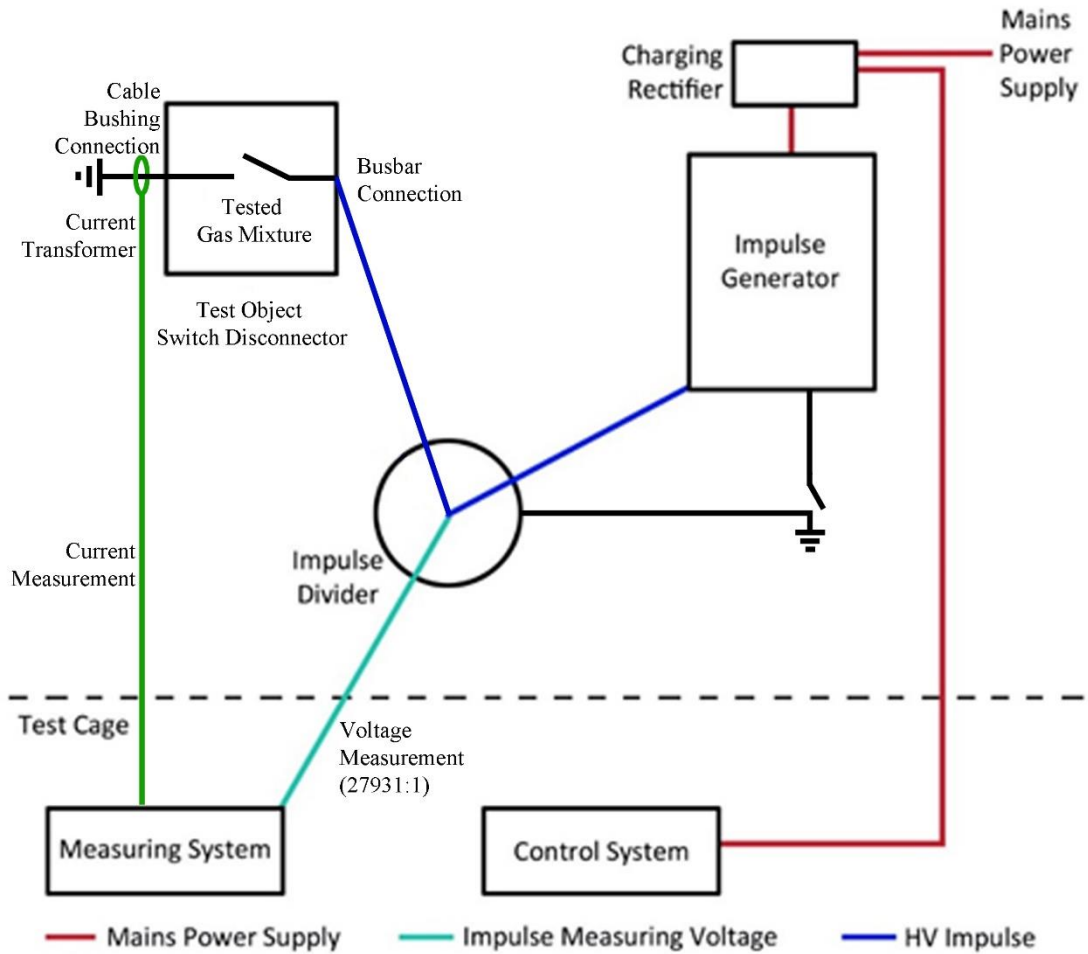 Mains
Power
Supply
Charging
Rectifier
Cable
Bushing
Connection
Busbar
Connection
Tested
Gas Mixture
Current
Transformer
Impulse
Generator
Test Object
Switch Disconnector
Current
Measurement
Impulse
Divider
Test Cage
Voltage
Measurement
(27931:1)
Measuring System
Control System
Mains Power Supply
Impulse Measuring Voltage
HV Impulse